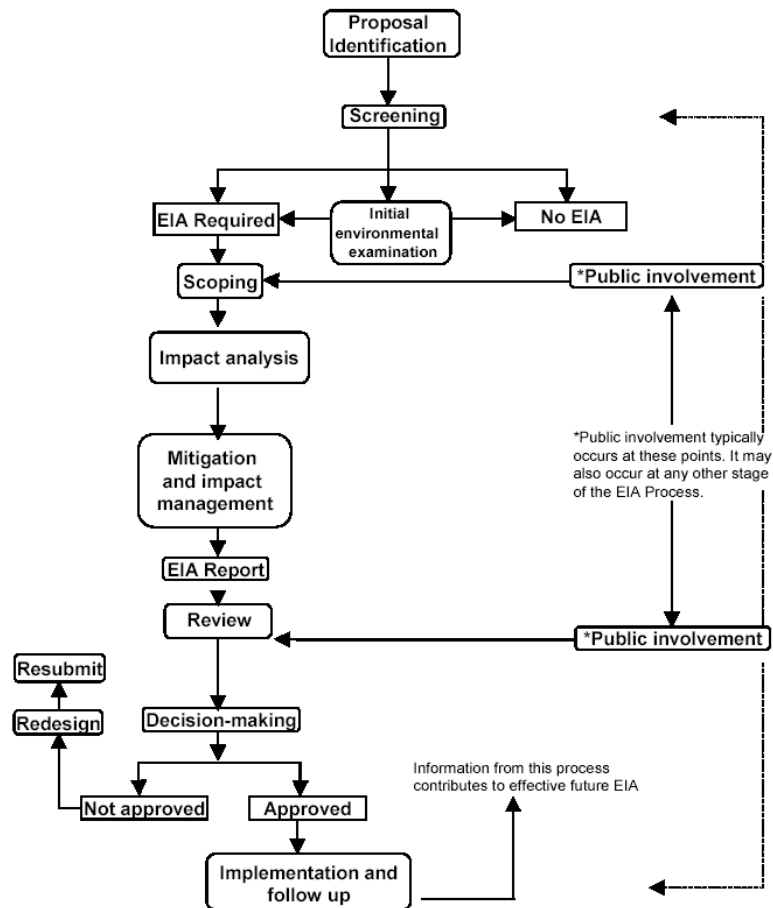 Proposal
Identification
Screening
EIA Required
Initial
environmental
examination
No EIA
Scoping
*Public involvement
Impact analysis
*Public involvement typically
occurs at these points. It may
also occur at any other stage
of the EIA Process.
Mitigation
and impact
management
EIA Report
Review
*Public involvement
Resubmit
Redesign
Decision-making
Not approved
Approved
Information from this process
contributes to effective future EIA
Implementation and
follow up